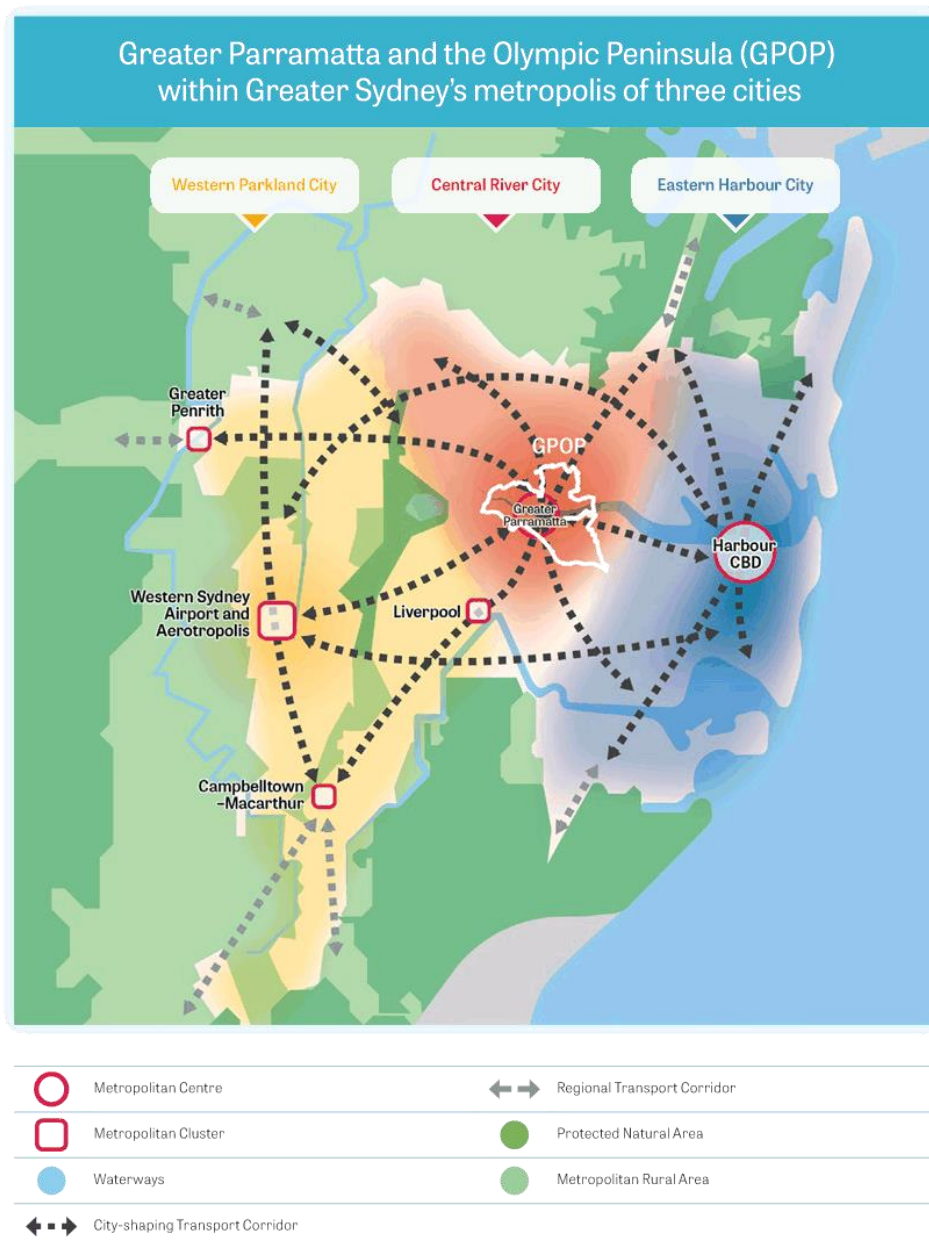 Greater Parramatta and the Olympic Peninsula (GPOP)
within Greater Sydney's metropolis of three cities
Western Parkland City
Central River City
Eastern Harbour City
Greater
Penrith
GPOP
Greater
Parramatta
Harbour
CBD
Western Sydney
Airport and
Aerotropolis
Liverpool
Campbelltown
–Macarthur
Metropolitan Centre
Regional Transport Corridor
Metropolitan Cluster
Protected Natural Area
Waterways
Metropolitan Rural Area
City-shaping Transport Corridor